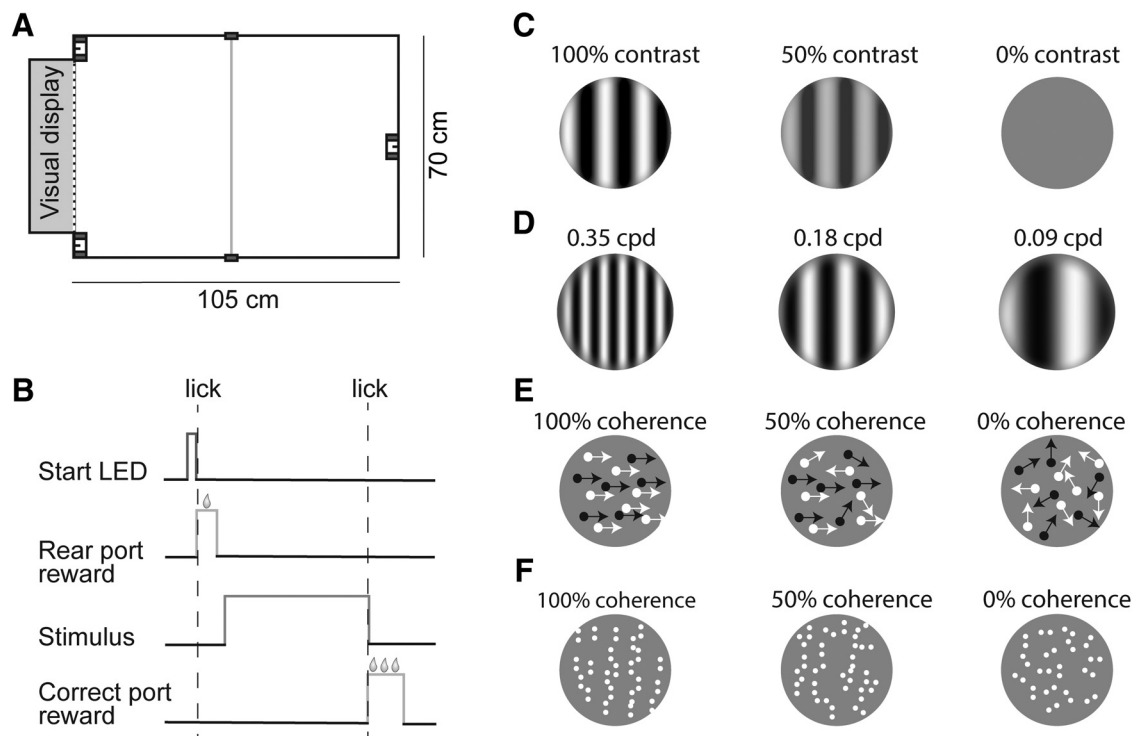 A
Visual display
70 cm
105 cm
B
lick lick
Start LED
Rear port
reward
Stimulus
Correct port
reward
C
100% contrast 50% contrast 0% contrast
D
0.35 cpd 0.18 cpd 0.09 cpd
E
100% coherence 50% coherence 0% coherence
F
100% coherence 50% coherence 0% coherence